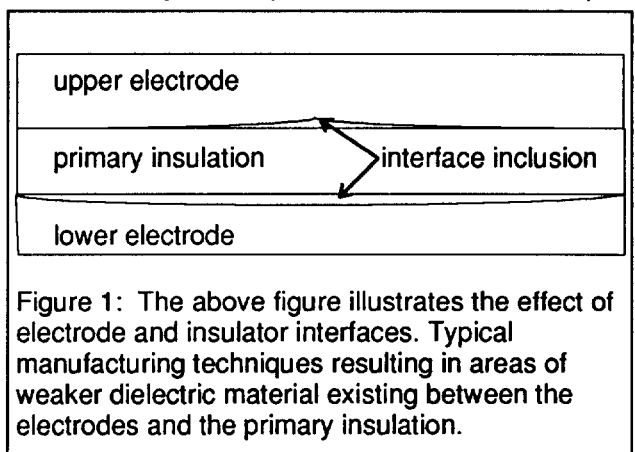 upper electrode
primary insulation
interface inclusion
lower electrode
Figure 1: The above figure illustrates the effect of
electrode and insulator interfaces. Typical
manufacturing techniques resulting in areas of
weaker dielectric material existing between the
electrodes and the primary insulation.